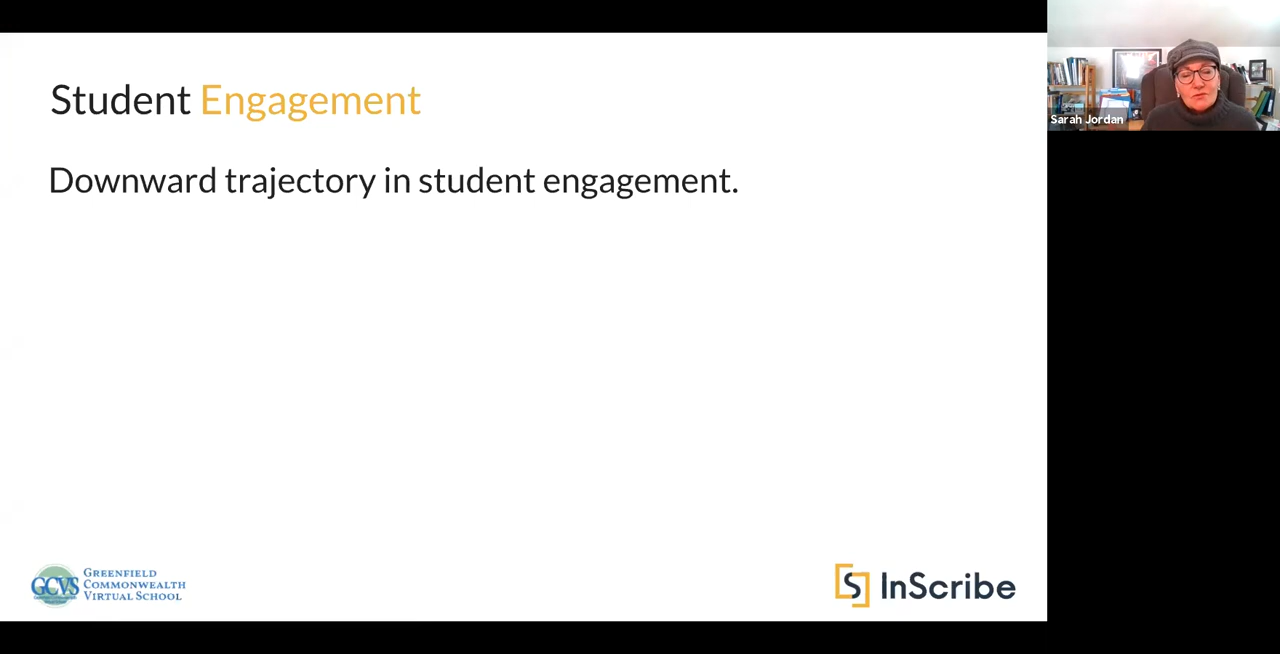 Student Engagement
Downward trajectory in student engagement.
Sarah Jordan
GCVS
GREENFIELD
COMMONWEALTH
VIRTUAL SCHOOL
InScribe